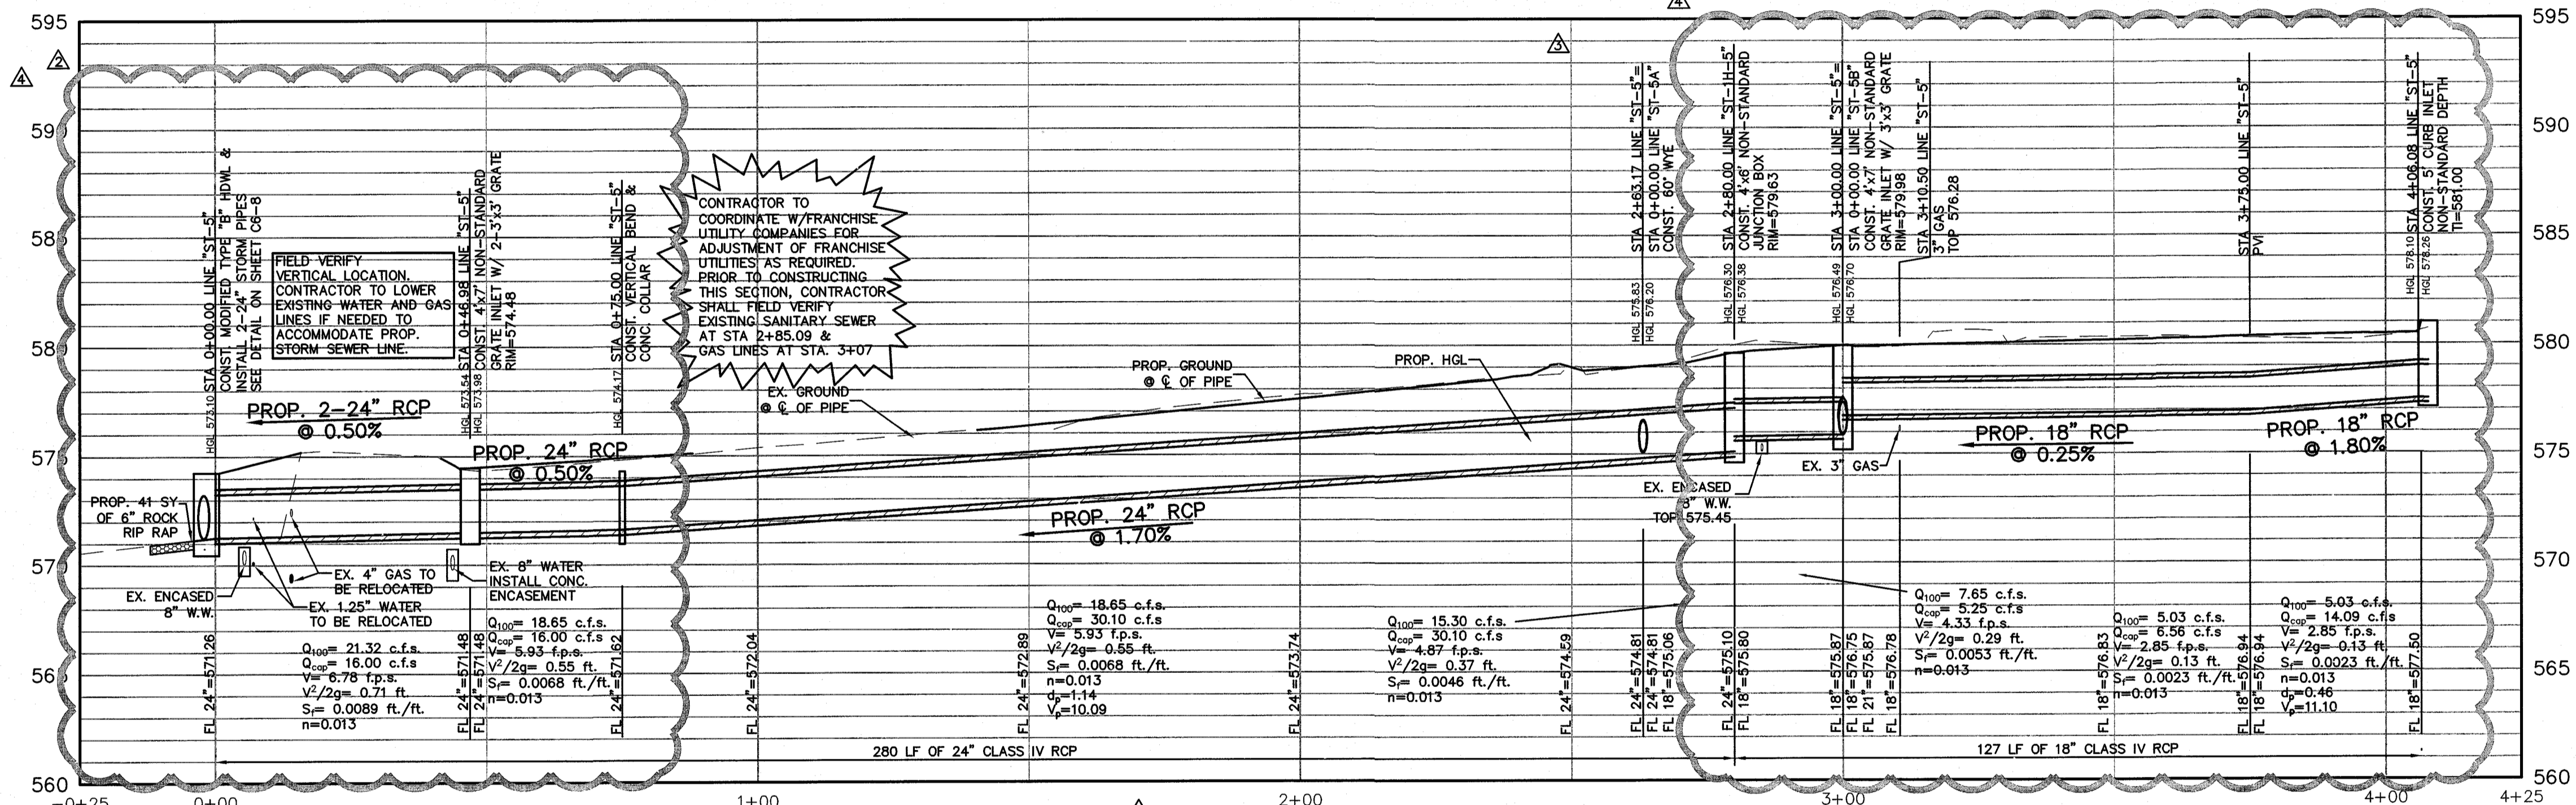 595
590
585
580
575
570
565
560
595
590
585
580
575
570
565
560
-0+25
0+00
1+00
2+00
3+00
4+00
4+25
4
2
3
4
HGL 573.10
STA 0+00.00 LINE "ST-5"
CONST. MODIFIED TYPE "B" HDWL &
INSTALL 2-24" STORM PIPES
SEE DETAIL ON SHEET C6-8
FIELD VERIFY
VERTICAL LOCATION.
CONTRACTOR TO LOWER
EXISTING WATER AND GAS
LINES IF NEEDED TO
ACCOMMODATE PROP.
STORM SEWER LINE.
HGL 573.54
HGL 573.98
STA 0+46.98 LINE "ST-5"
CONST. 4'x7' NON-STANDARD
GRATE INLET W/ 2-3'x3' GRATE
RIM=574.48
HGL 574.17
STA 0+75.00 LINE "ST-5"
CONST. VERTICAL BEND &
CONC. COLLAR
CONTRACTOR TO
COORDINATE W/FRANCHISE
UTILITY COMPANIES FOR
ADJUSTMENT OF FRANCHISE
UTILITIES AS REQUIRED.
PRIOR TO CONSTRUCTING
THIS SECTION, CONTRACTOR
SHALL FIELD VERIFY
EXISTING SANITARY SEWER
AT STA 2+85.09 &
GAS LINES AT STA. 3+07
EX. GROUND
@ ℄ OF PIPE
PROP. GROUND
@ ℄ OF PIPE
PROP. HGL
HGL 575.83
HGL 576.20
STA 2+63.17 LINE "ST-5"=
STA 0+00.00 LINE "ST-5A"
CONST. 60° WYE
HGL 576.30
HGL 576.38
STA 2+80.00 LINE "ST-1H-5"
CONST. 4'x6' NON-STANDARD
JUNCTION BOX
RIM=579.63
HGL 576.49
HGL 576.70
STA 3+00.00 LINE "ST-5"=
STA 0+00.00 LINE "ST-5B"
CONST. 4'x7' NON-STANDARD
GRATE INLET W/ 3'x3' GRATE
RIM=579.98
STA 3+10.50 LINE "ST-5"
3" GAS
TOP 576.28
STA 3+75.00 LINE "ST-5"
PVI
HGL 578.10
HGL 578.26
STA 4+06.08 LINE "ST-5"
CONST. 5' CURB INLET
NON-STANDARD DEPTH
TI=581.00
PROP. 2-24" RCP
@ 0.50%
PROP. 24" RCP
@ 0.50%
PROP. 24" RCP
@ 1.70%
PROP. 18" RCP
@ 0.25%
PROP. 18" RCP
@ 1.80%
PROP. 41 SY
OF 6" ROCK
RIP RAP
EX. ENCASED
8" W.W.
EX. 4" GAS TO
BE RELOCATED
EX. 1.25" WATER
TO BE RELOCATED
EX. 8" WATER
INSTALL CONC.
ENCASEMENT
EX. ENCASED
8" W.W.
TOP 575.45
EX. 3" GAS
Q100= 21.32 c.f.s.
Qcap= 16.00 c.f.s
V= 6.78 f.p.s.
V²/2g= 0.71 ft.
Sf= 0.0089 ft./ft.
n=0.013
Q100= 18.65 c.f.s.
Qcap= 16.00 c.f.s
V= 5.93 f.p.s.
V²/2g= 0.55 ft.
Sf= 0.0068 ft./ft.
n=0.013
Q100= 18.65 c.f.s.
Qcap= 30.10 c.f.s
V= 5.93 f.p.s.
V²/2g= 0.55 ft.
Sf= 0.0068 ft./ft.
n=0.013
dp=1.14
Vp=10.09
Q100= 15.30 c.f.s.
Qcap= 30.10 c.f.s
V= 4.87 f.p.s.
V²/2g= 0.37 ft.
Sf= 0.0046 ft./ft.
n=0.013
Q100= 7.65 c.f.s.
Qcap= 5.25 c.f.s
V= 4.33 f.p.s.
V²/2g= 0.29 ft.
Sf= 0.0053 ft./ft.
n=0.013
Q100= 5.03 c.f.s.
Qcap= 6.56 c.f.s
V= 2.85 f.p.s.
V²/2g= 0.13 ft.
Sf= 0.0023 ft./ft.
n=0.013
Q100= 5.03 c.f.s.
Qcap= 14.09 c.f.s
V= 2.85 f.p.s.
V²/2g= 0.13 ft.
Sf= 0.0023 ft./ft.
n=0.013
dp=0.46
Vp=11.10
FL 24"=571.26
FL 24"=571.48
FL 24"=571.48
FL 24"=571.62
FL 24"=572.04
FL 24"=572.89
FL 24"=573.74
FL 24"=574.59
FL 24"=574.81
FL 24"=574.81
FL 18"=575.06
FL 24"=575.10
FL 18"=575.80
FL 18"=575.87
FL 18"=576.75
FL 21"=575.87
FL 18"=576.78
FL 18"=576.83
FL 18"=576.94
FL 18"=576.94
FL 18"=577.50
280 LF OF 24" CLASS IV RCP
127 LF OF 18" CLASS IV RCP